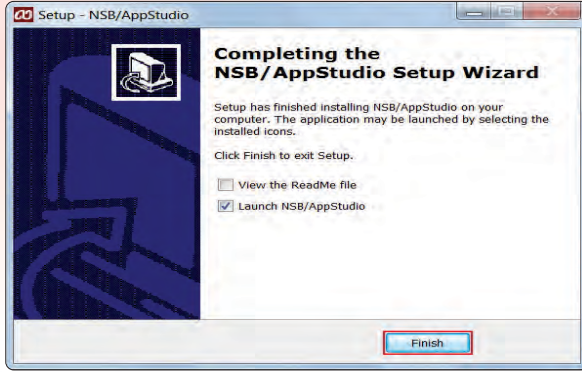 Setup - NSB/AppStudio
Completing the
NSB/AppStudio Setup Wizard
Setup has finished installing NSB/AppStudio on your
computer. The application may be launched by selecting the
installed icons.
Click Finish to exit Setup.
View the ReadMe file
Launch NSB/AppStudio
Finish